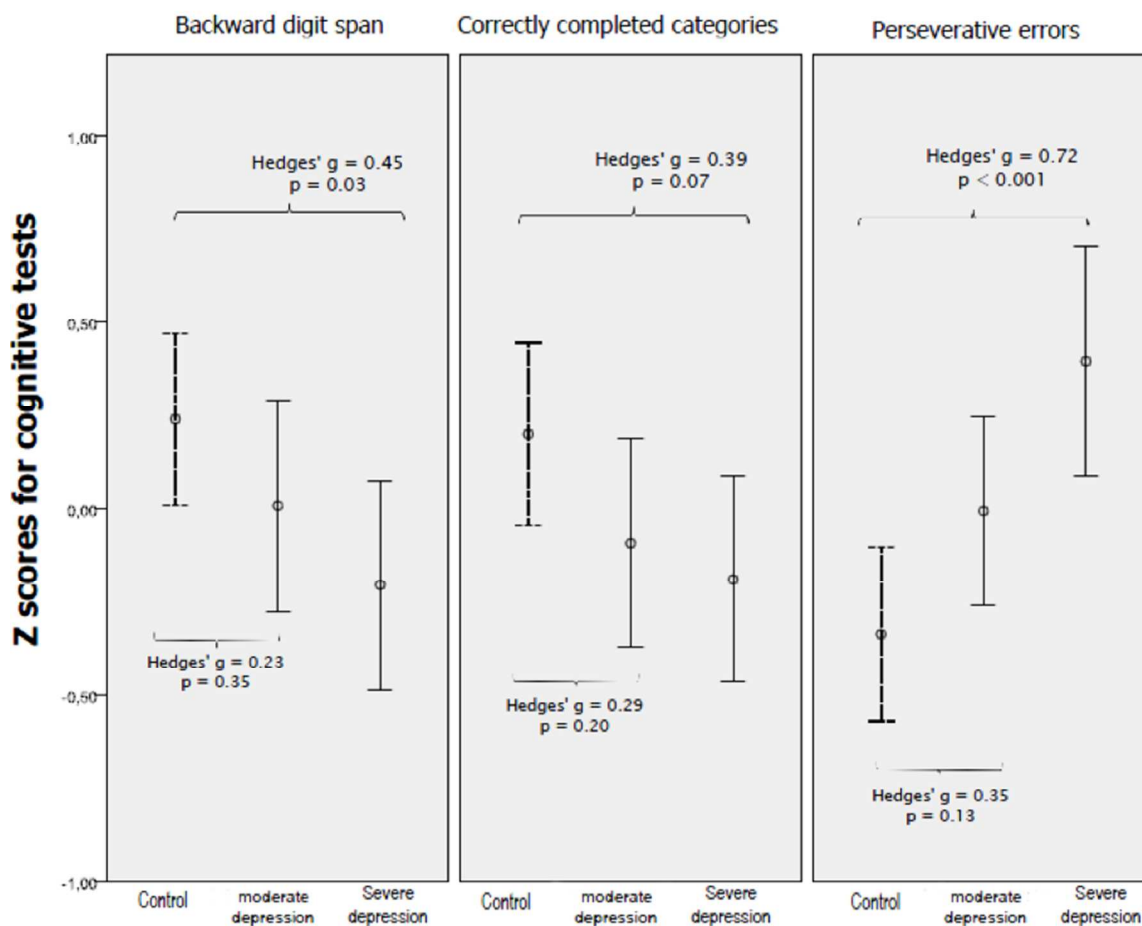 Backward digit span
Correctly completed categories
Perseverative errors
Z scores for cognitive tests
1,00
0,50
0,00
-0,50
-1,00
Hedges' g = 0.45
p = 0.03
Hedges' g = 0.23
p = 0.35
Control
moderate
depression
Severe
depression
Hedges' g = 0.39
p = 0.07
Hedges' g = 0.29
p = 0.20
Control
moderate
depression
Severe
depression
Hedges' g = 0.72
p < 0.001
Hedges' g = 0.35
p = 0.13
Control
moderate
depression
Severe
depression